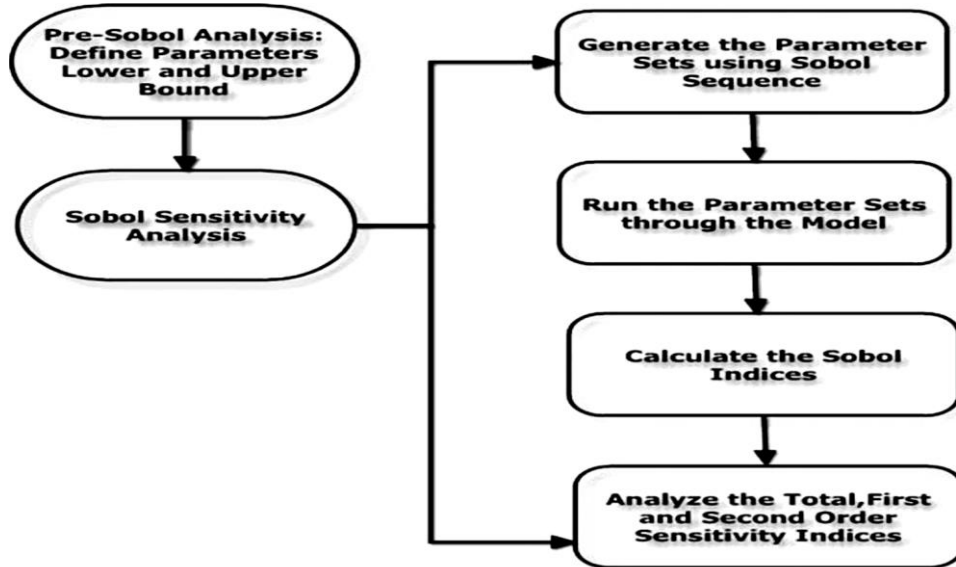 Pre-Sobol Analysis:
Define Parameters
Lower and Upper
Bound
Sobol Sensitivity
Analysis
Generate the Parameter
Sets using Sobol
Sequence
Run the Parameter Sets
through the Model
Calculate the Sobol
Indices
Analyze the Total,First
and Second Order
Sensitivity Indices